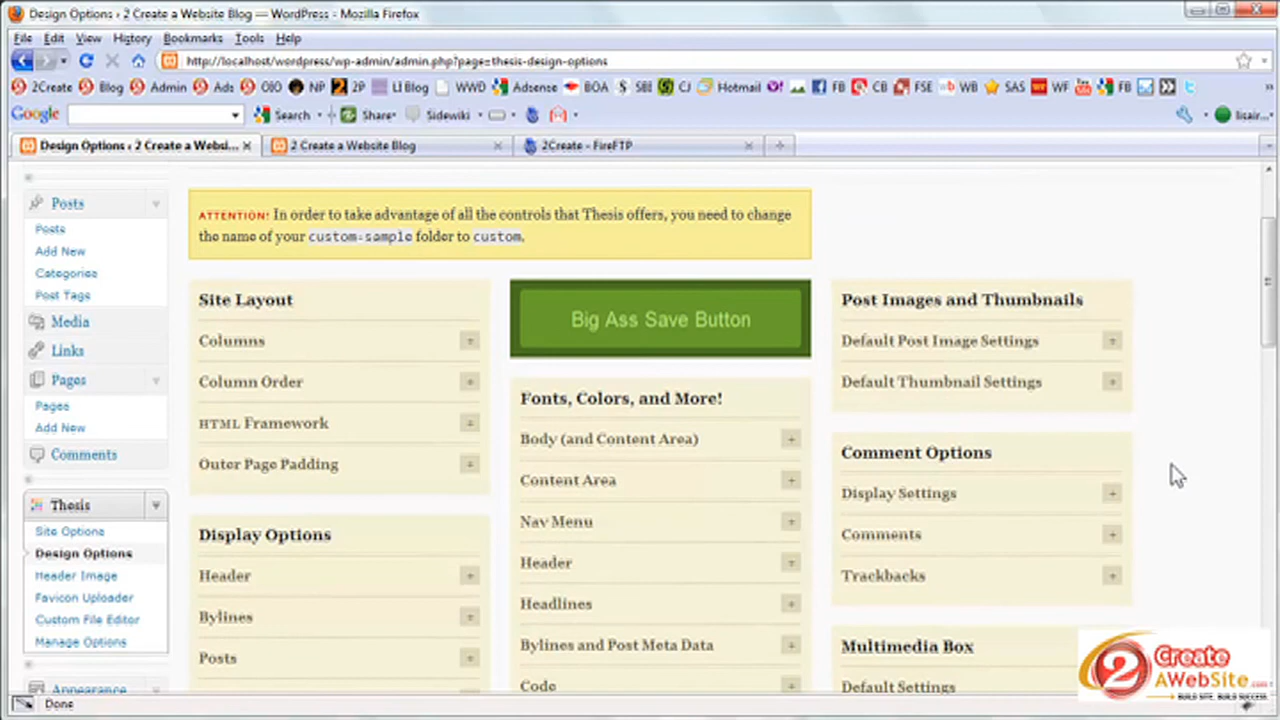 Design Options ‹ 2 Create a Website Blog — WordPress - Mozilla Firefox
File Edit View History Bookmarks Tools Help
http://localhost/wordpress/wp-admin/admin.php?page=thesis-design-options
2Create Blog Admin Ads OIO NP 2P LI Blog WWD Adsense BOA SBI CJ Hotmail FB CB FSE WB SAS WF FB
Google Search Share Sidewiki lisair...
Design Options ‹ 2 Create a Websi... 2 Create a Website Blog 2Create - FireFTP
Posts
Posts
Add New
Categories
Post Tags
Media
Links
Pages
Pages
Add New
Comments
Thesis
Site Options
Design Options
Header Image
Favicon Uploader
Custom File Editor
Manage Options
Appearance
ATTENTION! In order to take advantage of all the controls that Thesis offers, you need to change
the name of your custom-sample folder to custom.
Site Layout
Columns
Column Order
HTML Framework
Outer Page Padding
Display Options
Header
Bylines
Posts
Big Ass Save Button
Fonts, Colors, and More!
Body (and Content Area)
Content Area
Nav Menu
Header
Headlines
Bylines and Post Meta Data
Code
Post Images and Thumbnails
Default Post Image Settings
Default Thumbnail Settings
Comment Options
Display Settings
Comments
Trackbacks
Multimedia Box
Default Settings
2 Create
AWebSite.com
BUILD SITE. BUILD SUCCESS.
Done